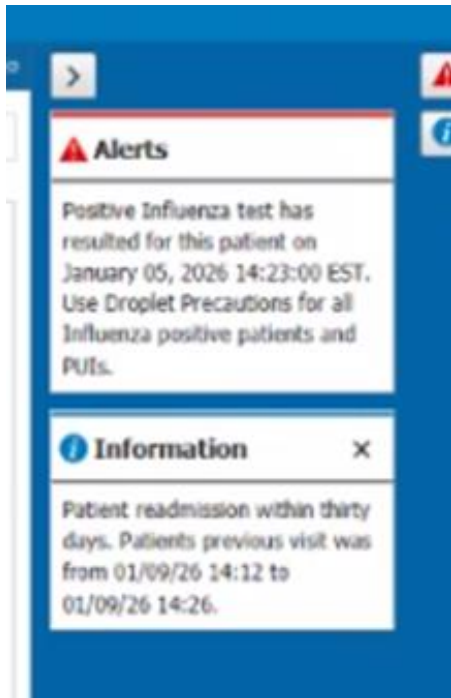 Alerts
Positive Influenza test has
resulted for this patient on
January 05, 2026 14:23:00 EST.
Use Droplet Precautions for all
Influenza positive patients and
PUIs.
Information
Patient readmission within thirty
days. Patients previous visit was
from 01/09/26 14:12 to
01/09/26 14:26.